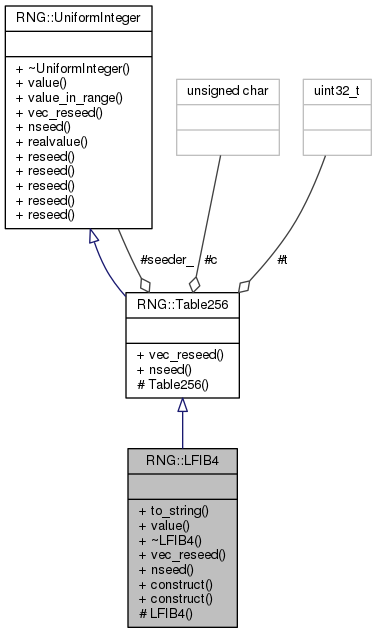 RNG::UniformInteger
+ ~UniformInteger()
+ value()
+ value_in_range()
+ vec_reseed()
+ nseed()
+ realvalue()
+ reseed()
+ reseed()
+ reseed()
+ reseed()
+ reseed()
unsigned char
uint32_t
#seeder_
#c
#t
RNG::Table256
+ vec_reseed()
+ nseed()
# Table256()
RNG::LFIB4
+ to_string()
+ value()
+ ~LFIB4()
+ vec_reseed()
+ nseed()
+ construct()
+ construct()
# LFIB4()